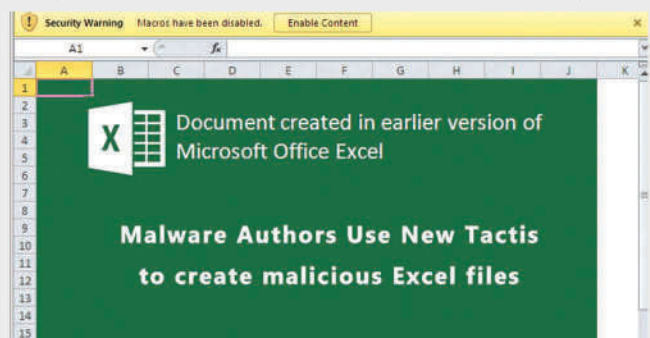 Security Warning Macros have been disabled. Enable Content
A1 fx
A B C D E F G H I J K
1
2
3
4
5
6
7
8
9
10
11
12
13
14
15
X
Document created in earlier version of
Microsoft Office Excel
Malware Authors Use New Tactis
to create malicious Excel files